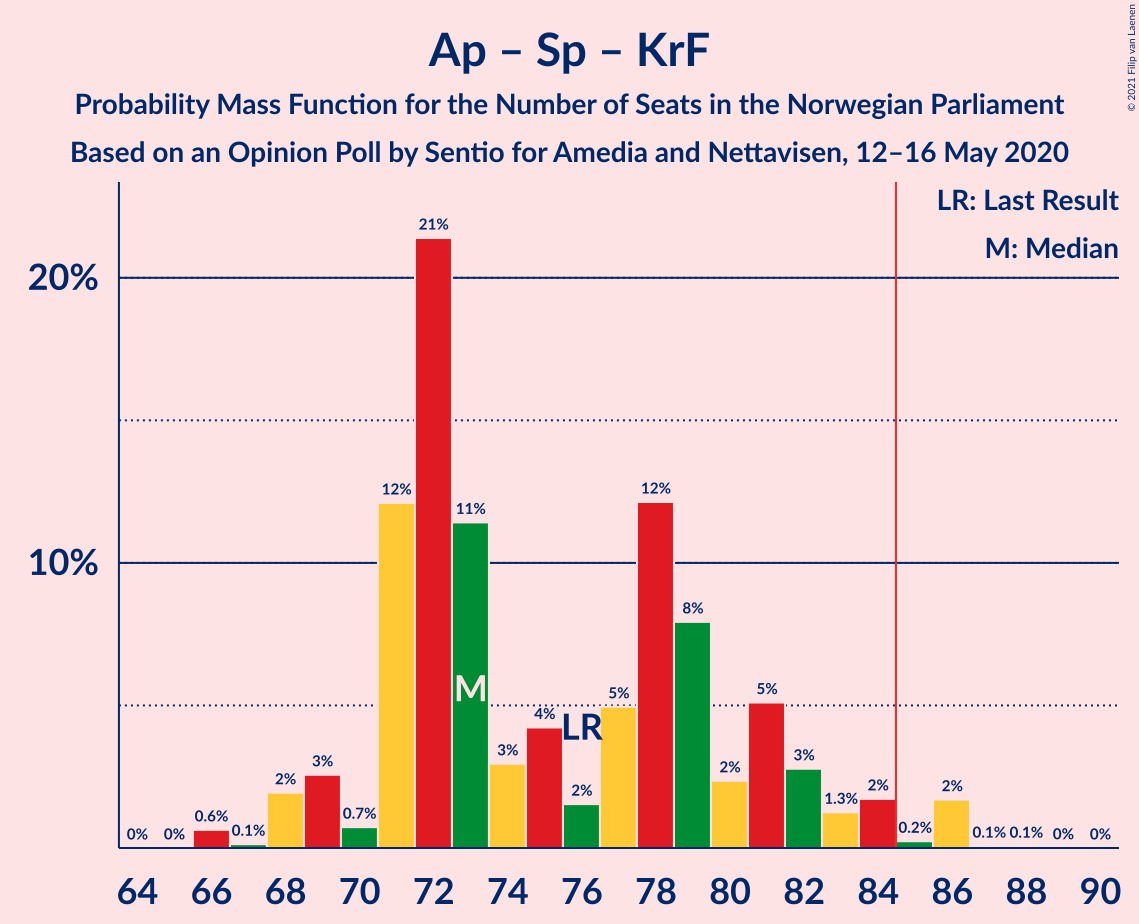 Ap – Sp – KrF
Probability Mass Function for the Number of Seats in the Norwegian Parliament
Based on an Opinion Poll by Sentio for Amedia and Nettavisen, 12–16 May 2020
© 2021 Filip van Laenen
LR: Last Result
M: Median
20%
10%
0% 0% 0.6% 0.1% 2% 3% 0.7% 12% 21% 11% 3% 4% 2% 5% 12% 8% 2% 5% 3% 1.3% 2% 0.2% 2% 0.1% 0.1% 0% 0%
M
LR
64 66 68 70 72 74 76 78 80 82 84 86 88 90